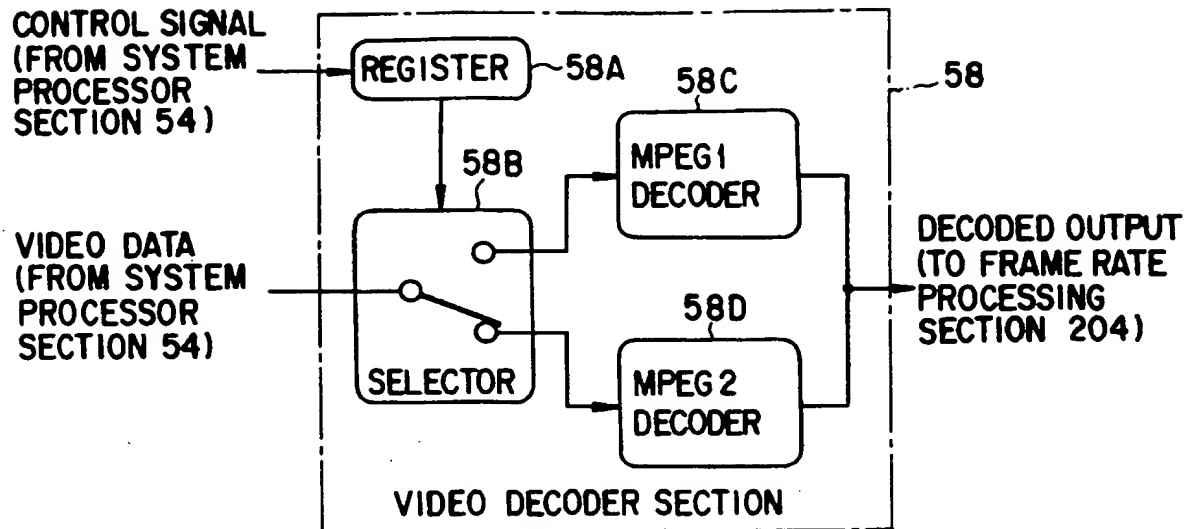 CONTROL SIGNAL
(FROM SYSTEM
PROCESSOR
SECTION 54)
REGISTER
58A
58
58C
MPEG1
DECODER
58B
VIDEO DATA
(FROM SYSTEM
PROCESSOR
SECTION 54)
SELECTOR
58D
MPEG2
DECODER
DECODED OUTPUT
(TO FRAME RATE
PROCESSING
SECTION 204)
VIDEO DECODER SECTION